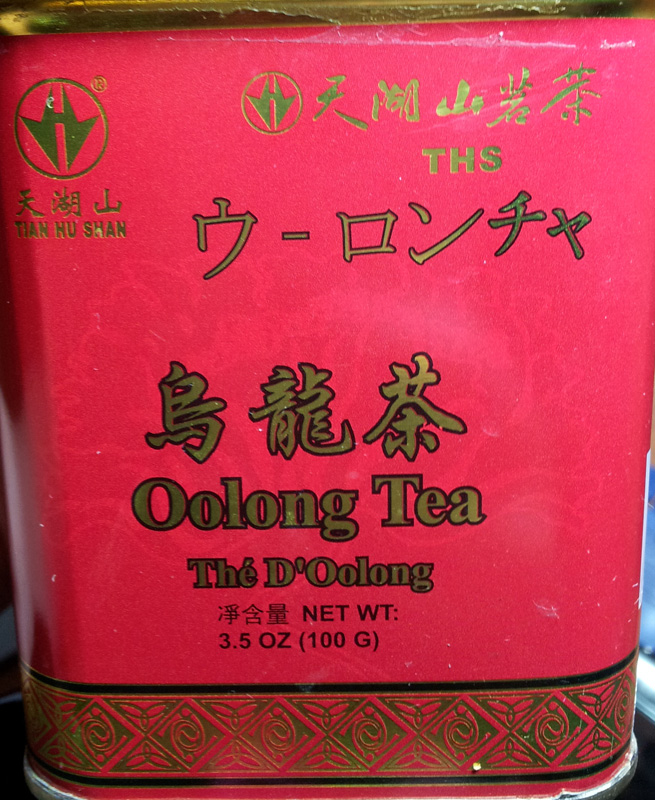 ®
天湖山
TIAN HU SHAN
天湖山茗茶
THS
ウ-ロンチャ
烏龍茶
Oolong Tea
Thé D'Oolong
凈含量 NET WT:
3.5 OZ (100 G)